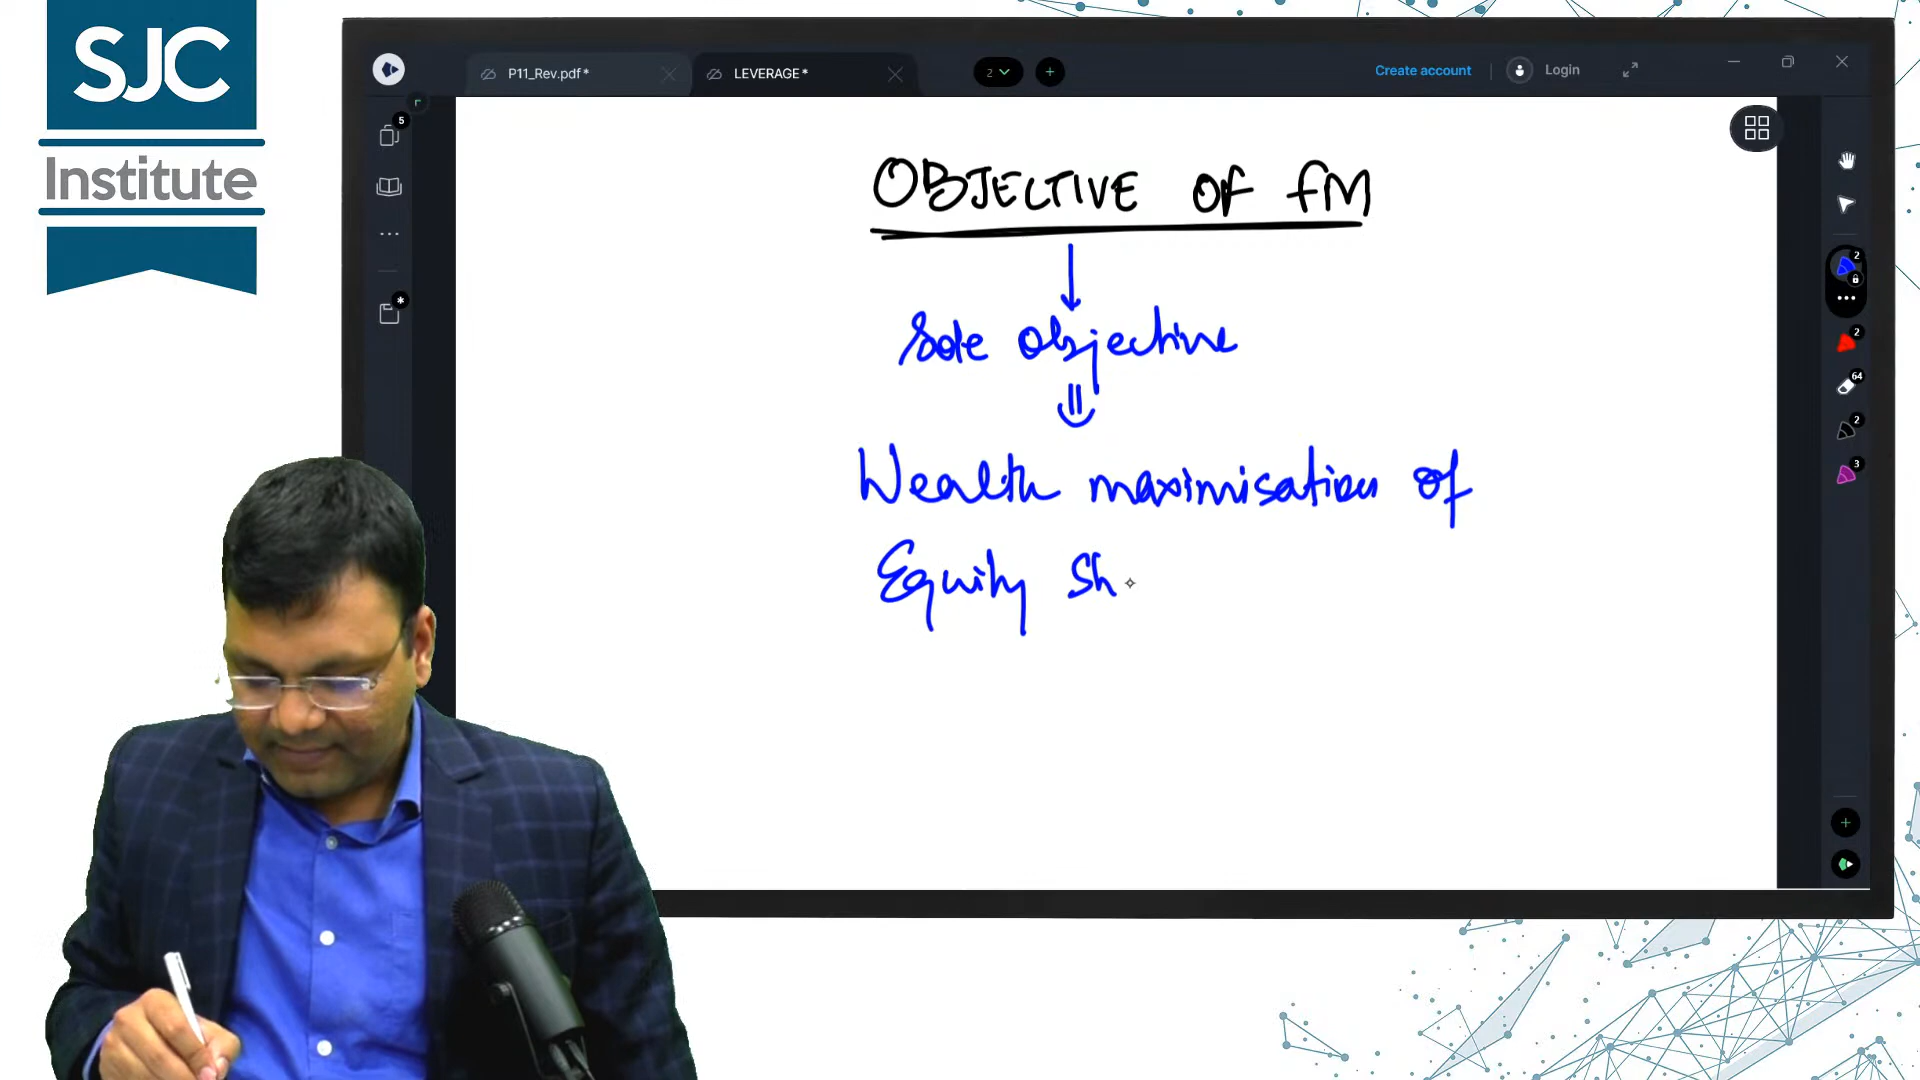 SJC
Institute
P11_Rev.pdf*
LEVERAGE*
2
Create account
Login
5
*
OBJECTIVE OF FM
Sole Objective
Wealth maximisation of
Equity Sh
2
2
64
2
3